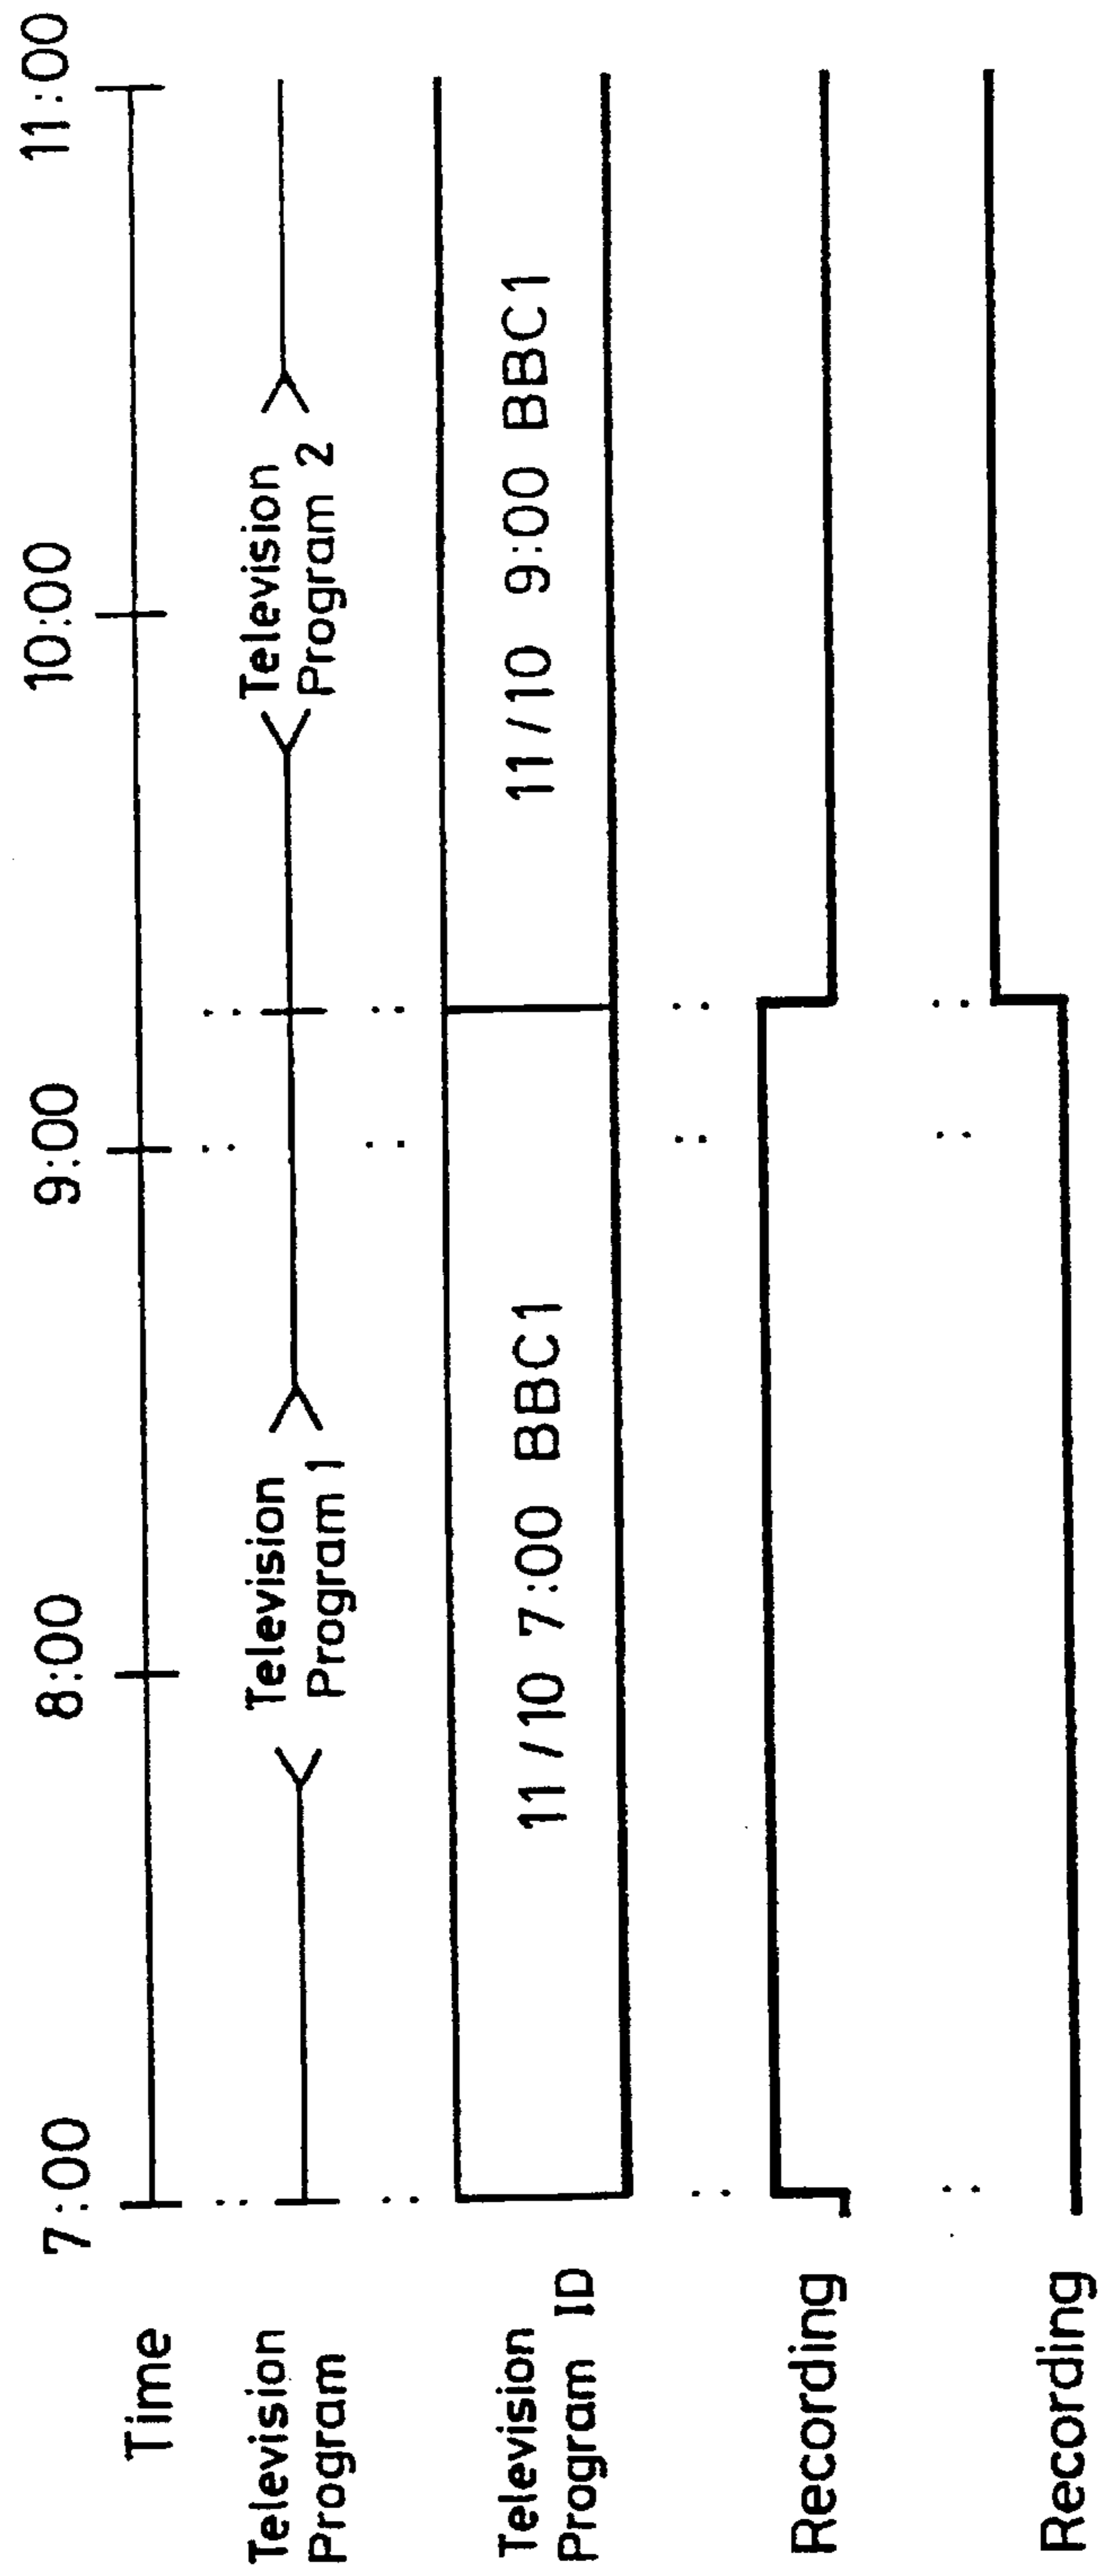 7:00 8:00 9:00 10:00 11:00
Time
Television
Program
Television
Program 1
Television
Program 2
Television
Program ID
11/10 7:00 BBC1
11/10 9:00 BBC1
Recording
Recording